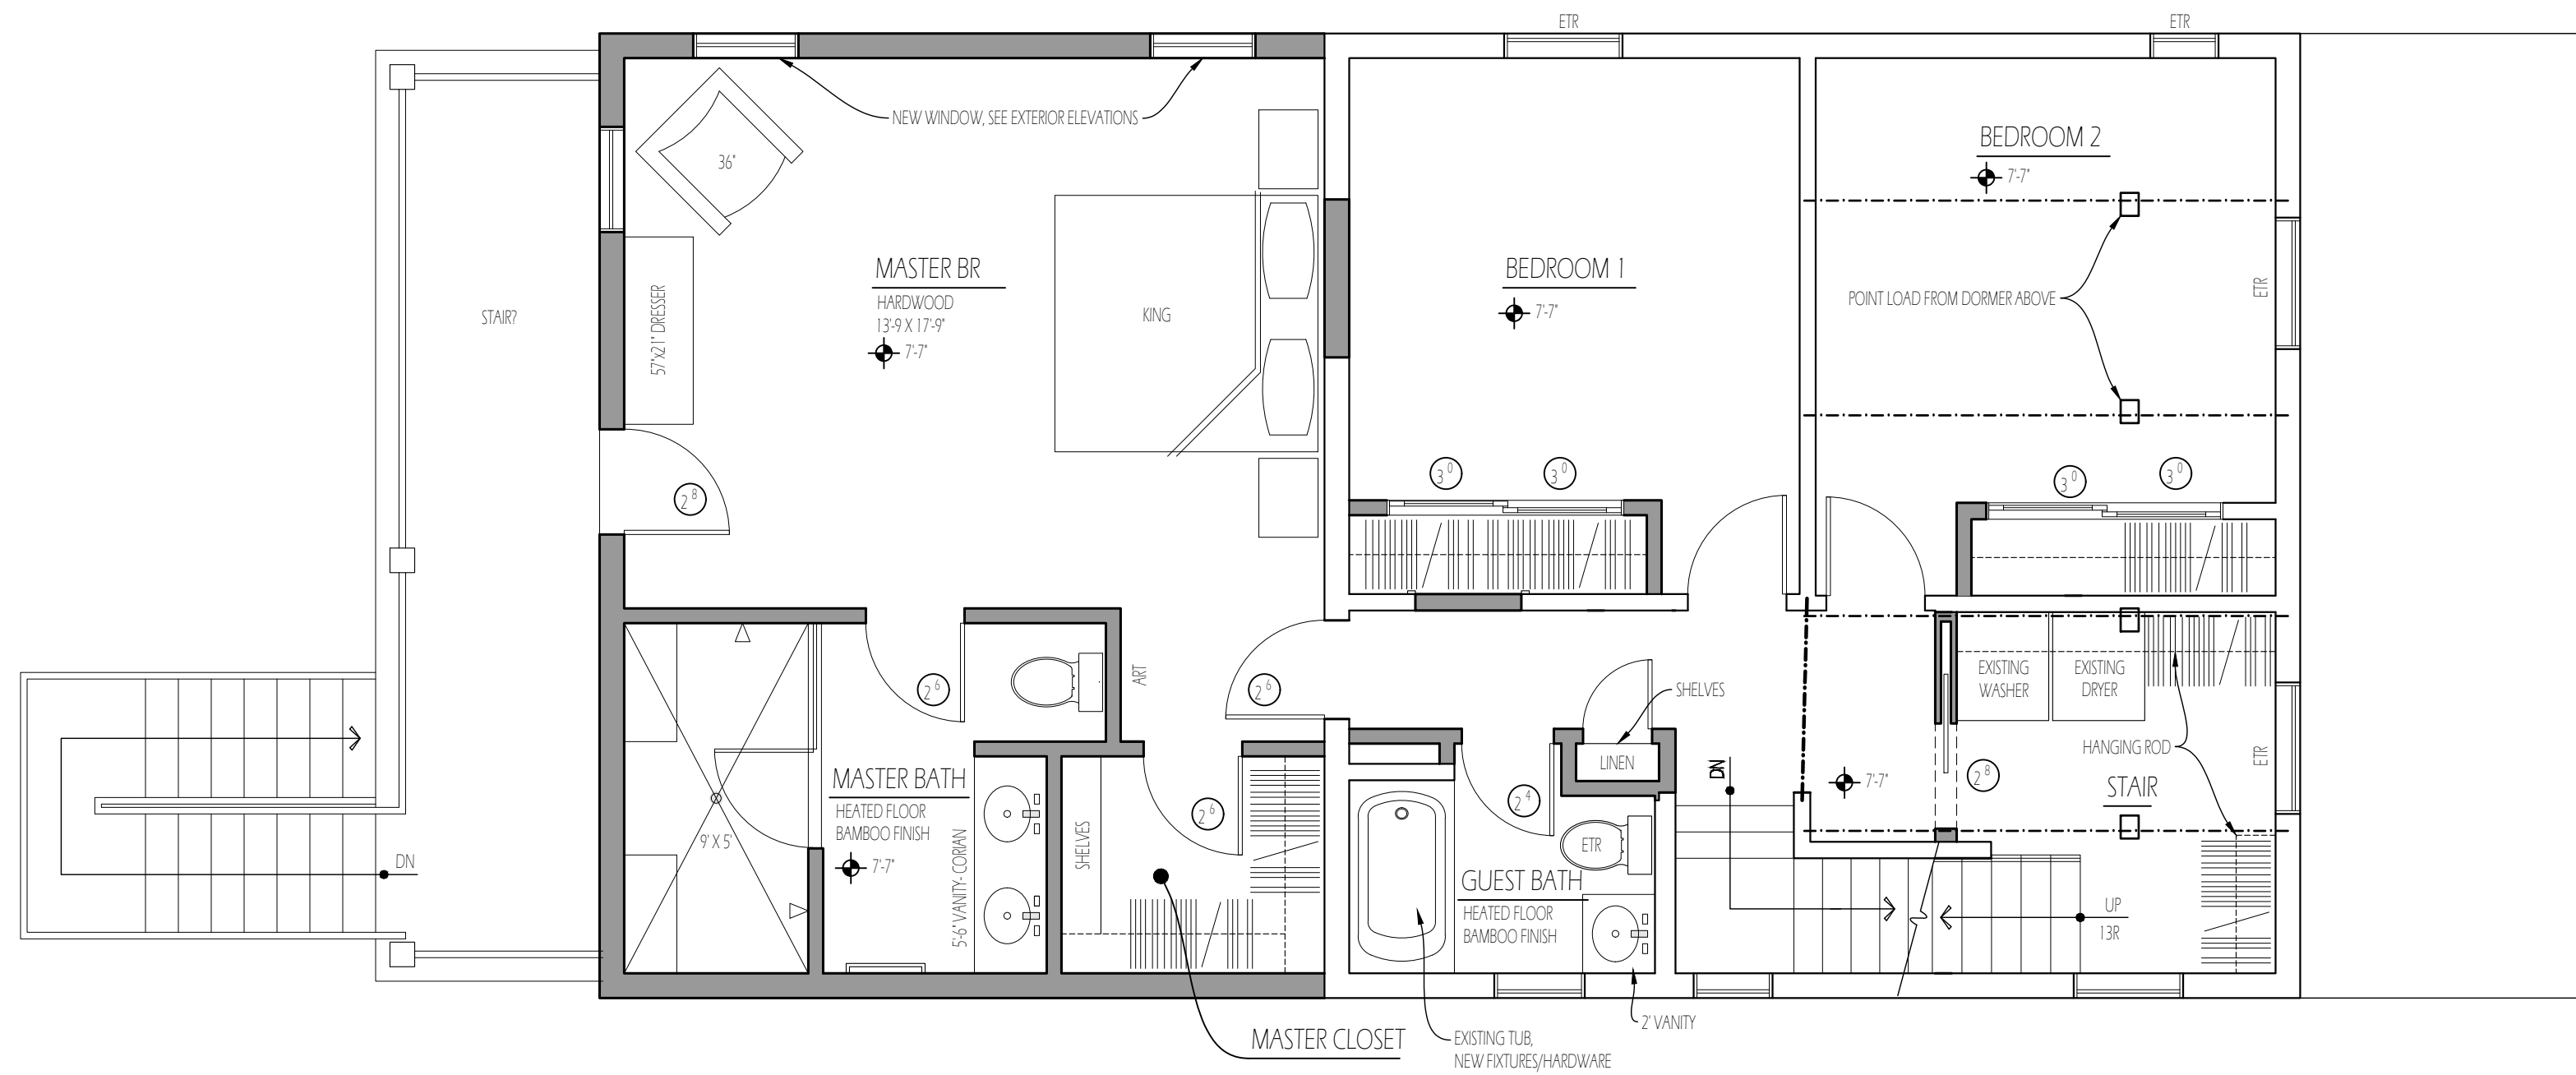 ETR
ETR
NEW WINDOW, SEE EXTERIOR ELEVATIONS
36"
BEDROOM 2
7'-7"
MASTER BR
HARDWOOD
13'-9 X 17'-9"
7'-7"
BEDROOM 1
7'-7"
POINT LOAD FROM DORMER ABOVE
ETR
STAIR?
57"x21" DRESSER
KING
3 0
3 0
3 0
3 0
2 8
ART
2 6
2 6
SHELVES
EXISTING
WASHER
EXISTING
DRYER
HANGING ROD
ETR
LINEN
DN
7'-7"
2 8
STAIR
MASTER BATH
HEATED FLOOR
BAMBOO FINISH
7'-7"
9' X 5'
5'-6" VANITY- CORIAN
SHELVES
2 6
2 4
ETR
GUEST BATH
HEATED FLOOR
BAMBOO FINISH
DN
UP
13R
MASTER CLOSET
EXISTING TUB,
NEW FIXTURES/HARDWARE
2' VANITY